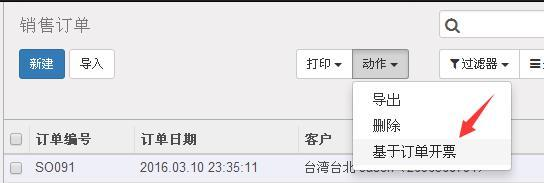 销售订单
新建 导入 打印 动作 过滤器
导出
删除
基于订单开票
订单编号 订单日期 客户
SO091 2016.03.10 23:35:11 台湾台北